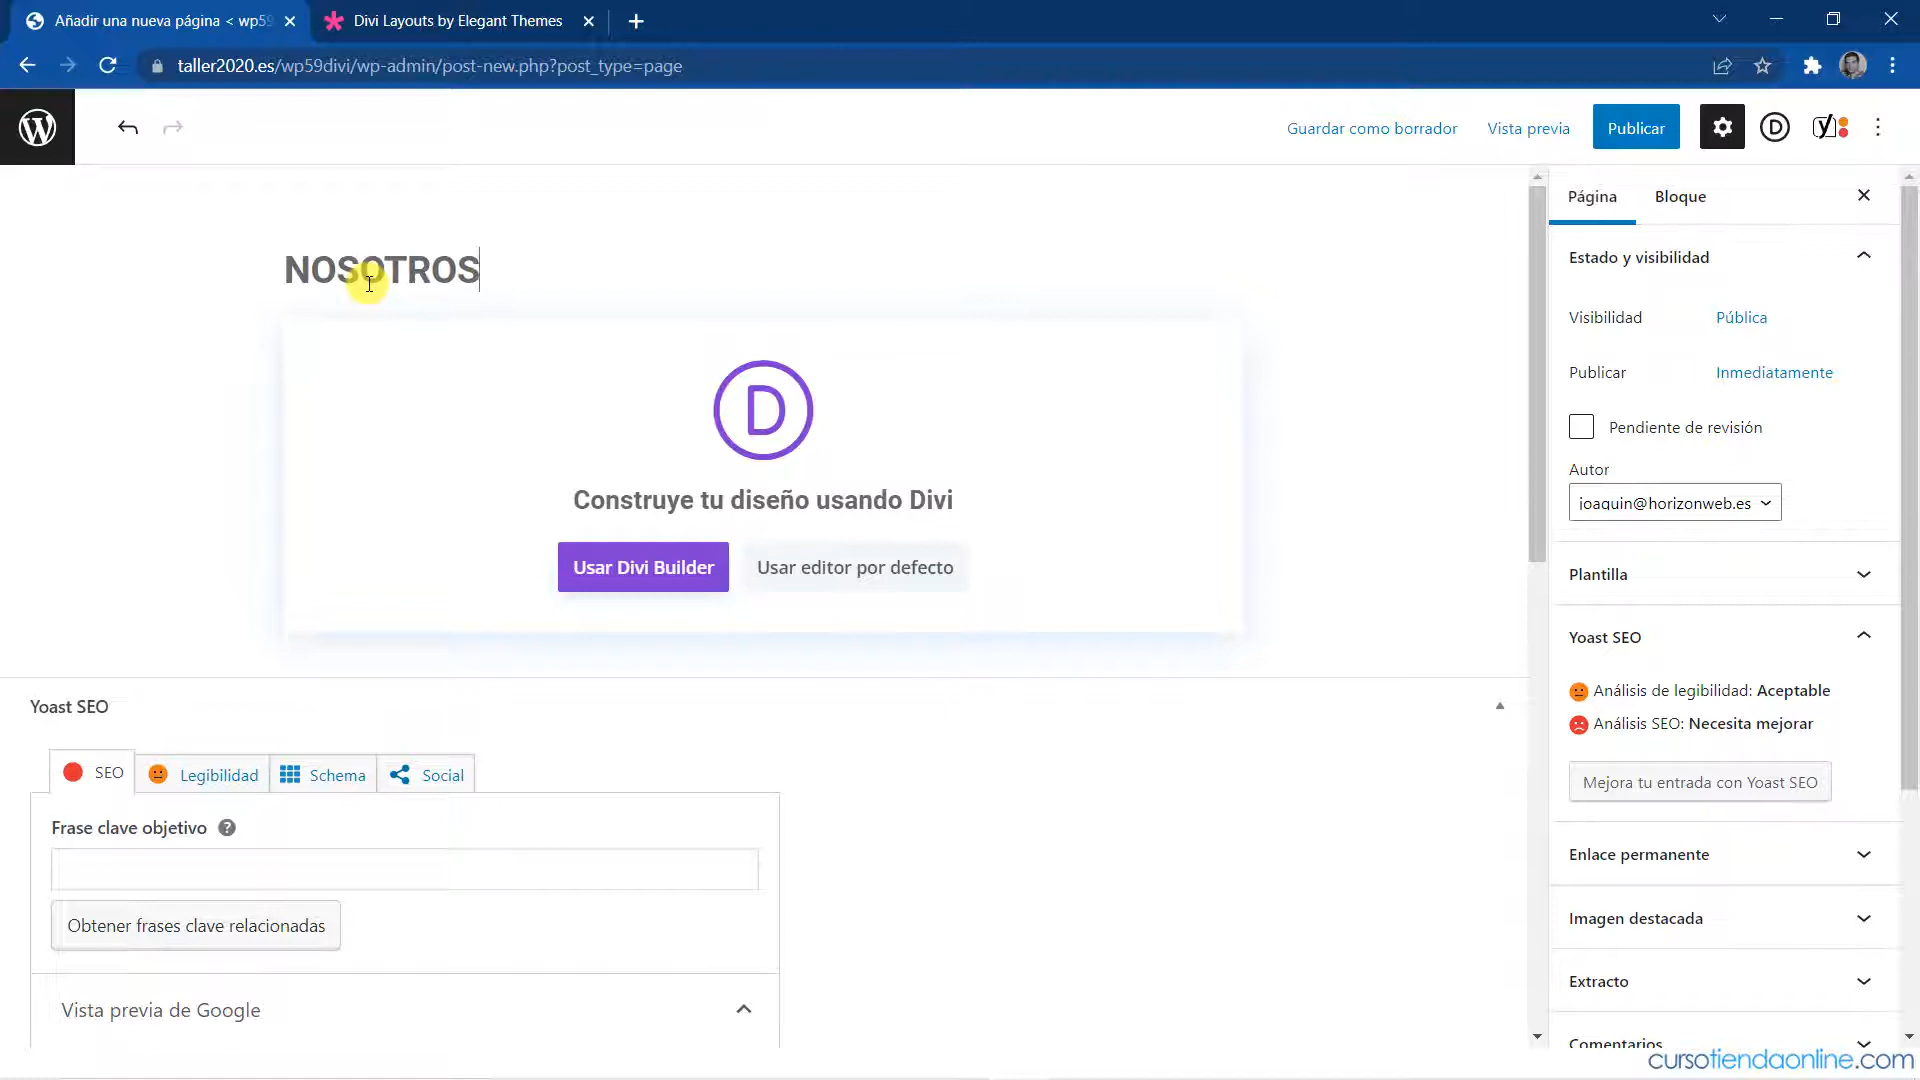 Añadir una nueva página < wp59
Divi Layouts by Elegant Themes
taller2020.es/wp59divi/wp-admin/post-new.php?post_type=page
Guardar como borrador
Vista previa
Publicar
NOSOTROS
D
Construye tu diseño usando Divi
Usar Divi Builder
Usar editor por defecto
Yoast SEO
SEO
Legibilidad
Schema
Social
Frase clave objetivo
Obtener frases clave relacionadas
Vista previa de Google
Página
Bloque
Estado y visibilidad
Visibilidad
Pública
Publicar
Inmediatamente
Pendiente de revisión
Autor
joaquin@horizonweb.es
Plantilla
Yoast SEO
Análisis de legibilidad: Aceptable
Análisis SEO: Necesita mejorar
Mejora tu entrada con Yoast SEO
Enlace permanente
Imagen destacada
Extracto
Comentarios
cursotiendaonline.com